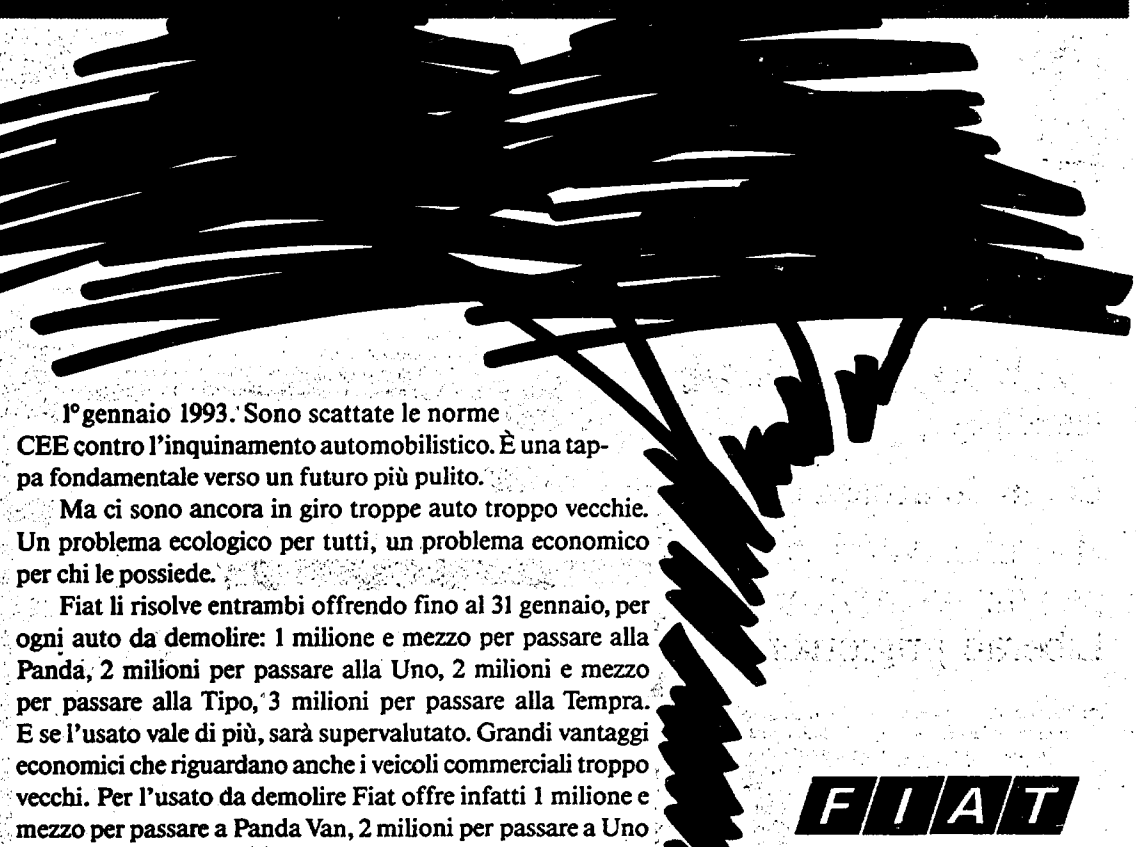 1° gennaio 1993. Sono scattate le norme
CEE contro l'inquinamento automobilistico. È una tap-
pa fondamentale verso un futuro più pulito.
Ma ci sono ancora in giro troppe auto troppo vecchie.
Un problema ecologico per tutti, un problema economico
per chi le possiede.
Fiat li risolve entrambi offrendo fino al 31 gennaio, per
ogni auto da demolire: 1 milione e mezzo per passare alla
Panda, 2 milioni per passare alla Uno, 2 milioni e mezzo
per passare alla Tipo, 3 milioni per passare alla Tempra.
E se l'usato vale di più, sarà supervalutato. Grandi vantaggi
economici che riguardano anche i veicoli commerciali troppo
vecchi. Per l'usato da demolire Fiat offre infatti 1 milione e
mezzo per passare a Panda Van, 2 milioni per passare a Uno
FIAT